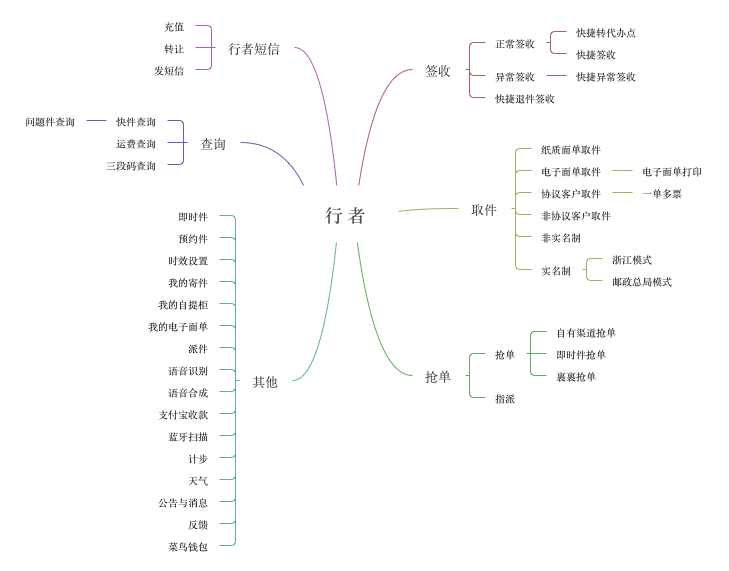 行者
行者短信
充值
转让
发短信
查询
快件查询
问题件查询
运费查询
三段码查询
其他
即时件
预约件
时效设置
我的寄件
我的自提柜
我的电子面单
派件
语音识别
语音合成
支付宝收款
蓝牙扫描
计步
天气
公告与消息
反馈
菜鸟钱包
签收
正常签收
快捷转代办点
快捷签收
异常签收
快捷异常签收
快捷退件签收
取件
纸质面单取件
电子面单取件
电子面单打印
协议客户取件
一单多票
非协议客户取件
非实名制
实名制
浙江模式
邮政总局模式
抢单
抢单
自有渠道抢单
即时件抢单
裹裹抢单
指派